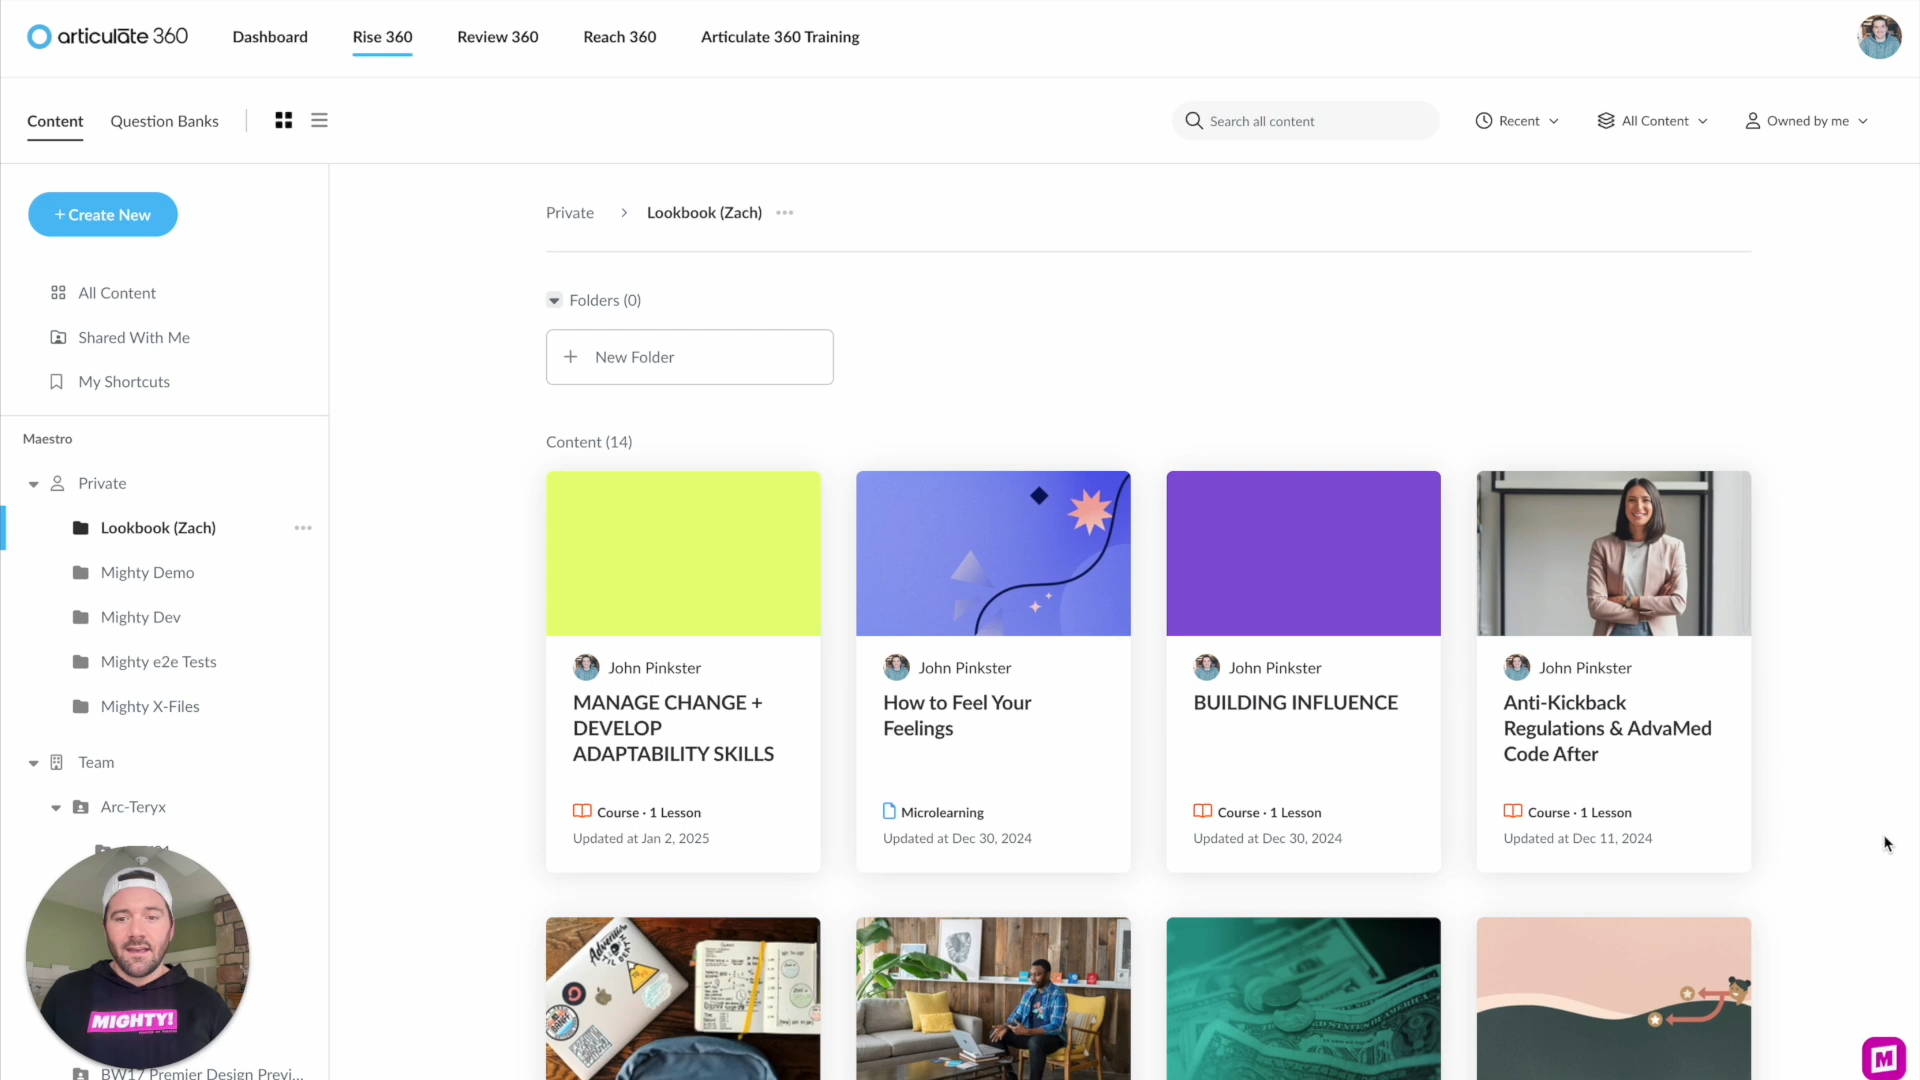 articulate 360
Dashboard
Rise 360
Review 360
Reach 360
Articulate 360 Training
Content
Question Banks
Search all content
Recent
All Content
Owned by me
+ Create New
All Content
Shared With Me
My Shortcuts
Maestro
Private
Lookbook (Zach)
Mighty Demo
Mighty Dev
Mighty e2e Tests
Mighty X-Files
Team
Arc-Teryx
BW17 Premier Design Previ...
MIGHTY!
Private > Lookbook (Zach)
Folders (0)
+ New Folder
Content (14)
John Pinkster
MANAGE CHANGE +
DEVELOP
ADAPTABILITY SKILLS
Course · 1 Lesson
Updated at Jan 2, 2025
John Pinkster
How to Feel Your
Feelings
Microlearning
Updated at Dec 30, 2024
John Pinkster
BUILDING INFLUENCE
Course · 1 Lesson
Updated at Dec 30, 2024
John Pinkster
Anti-Kickback
Regulations & AdvaMed
Code After
Course · 1 Lesson
Updated at Dec 11, 2024
M